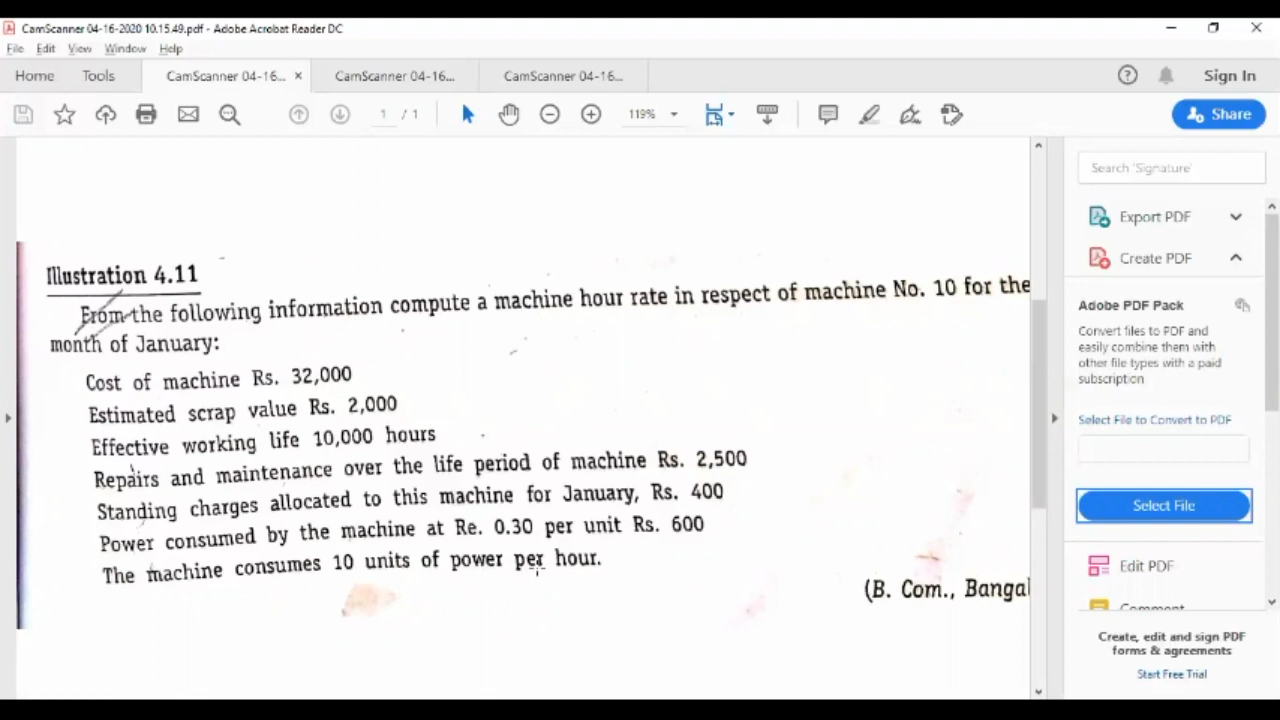 CamScanner 04-16-2020 10.15.49.pdf - Adobe Acrobat Reader DC
File Edit View Window Help
Home Tools CamScanner 04-16... × CamScanner 04-16... CamScanner 04-16... Sign In
1 / 1 119% Share
Search 'Signature'
Export PDF
Create PDF
Adobe PDF Pack
Convert files to PDF and
easily combine them with
other file types with a paid
subscription
Select File to Convert to PDF
Select File
Edit PDF
Comment
Create, edit and sign PDF
forms & agreements
Start Free Trial
Illustration 4.11
From the following information compute a machine hour rate in respect of machine No. 10 for the
month of January:
Cost of machine Rs. 32,000
Estimated scrap value Rs. 2,000
Effective working life 10,000 hours
Repairs and maintenance over the life period of machine Rs. 2,500
Standing charges allocated to this machine for January, Rs. 400
Power consumed by the machine at Re. 0.30 per unit Rs. 600
The machine consumes 10 units of power per hour.
(B. Com., Bangal